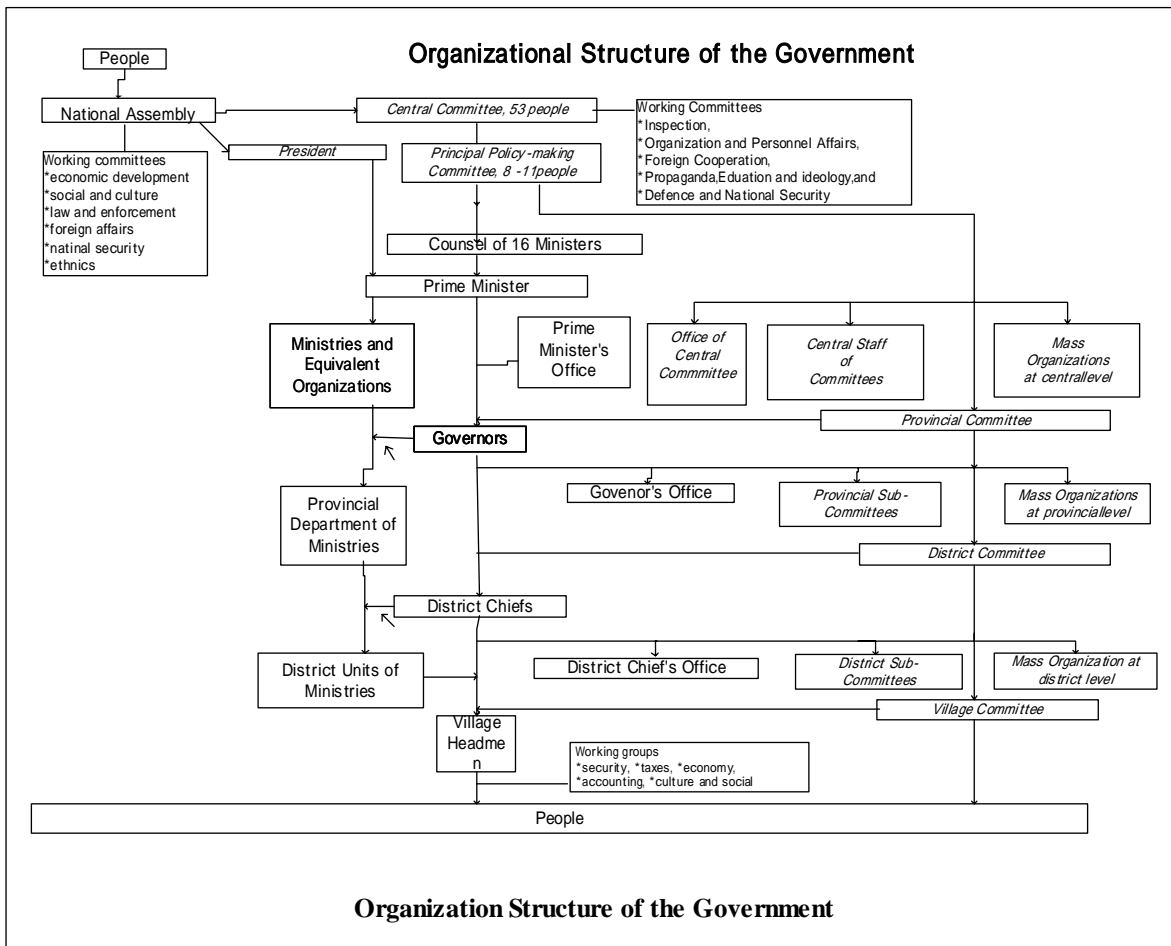 Organizational Structure of the Government
People
National Assembly
Central Committee, 53 people
Working Committees
*Inspection,
*Organization and Personnel Affairs,
*Foreign Cooperation,
*Propaganda,Eduation and ideology,and
*Defence and National Security
President
Principal Policy-making
Committee, 8 -11people
Working committees
*economic development
*social and culture
*law and enforcement
*foreign affairs
*natinal security
*ethnics
Counsel of 16 Ministers
Prime Minister
Ministries and
Equivalent
Organizations
Prime
Minister's
Office
Office of
Central
Commmittee
Central Staff
of
Committees
Mass
Organizations
at centrallevel
Provincial Committee
Governors
Provincial
Department of
Ministries
Govenor's Office
Provincial Sub-
Committees
Mass Organizations
at provinciallevel
District Committee
District Chiefs
District Units of
Ministries
District Chief's Office
District Sub-
Committees
Mass Organization at
district level
Village Committee
Village
Headme
n
Working groups
*security, *taxes, *economy,
*accounting, *culture and social
People
Organization Structure of the Government